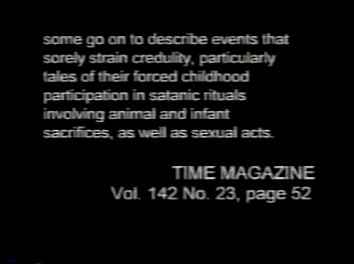 some go on to describe events that
sorely strain credulity, particularly
tales of their forced childhood
participation in satanic rituals
involving animal and infant
sacrifices, as well as sexual acts.
TIME MAGAZINE
Vol. 142 No. 23, page 52